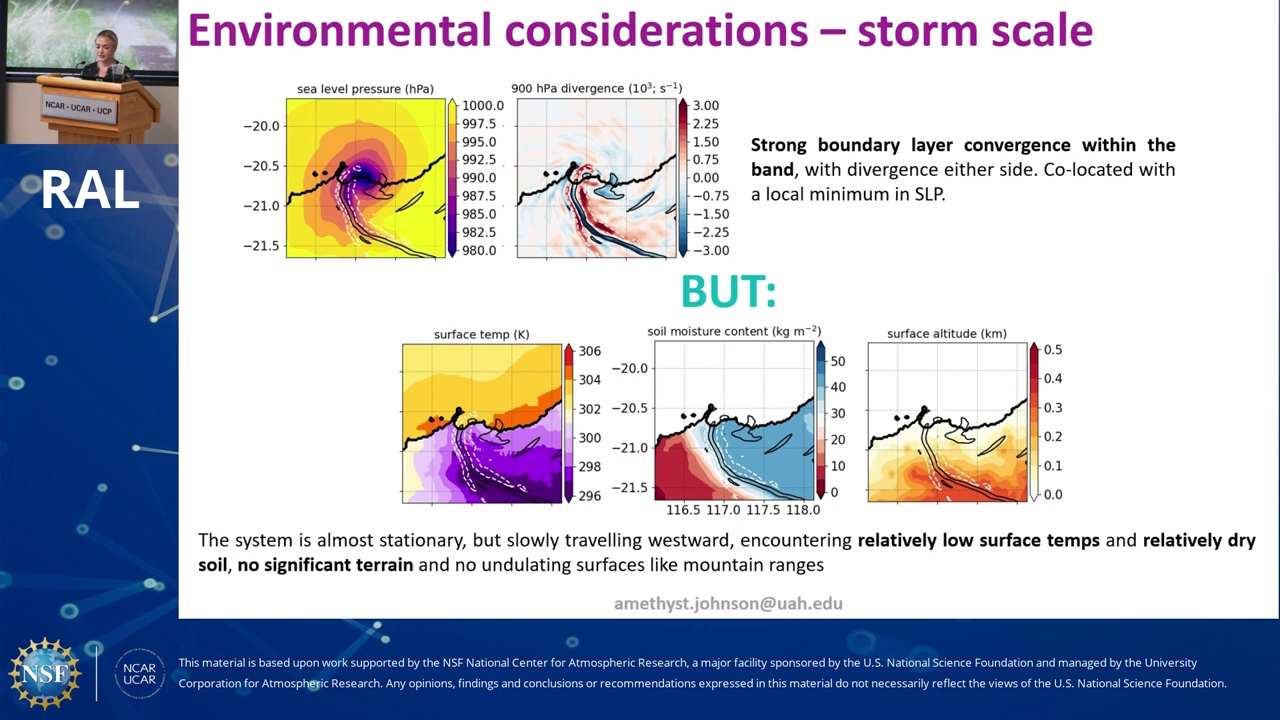 Environmental considerations – storm scale
NCAR • UCAR • UCP
RAL
sea level pressure (hPa)
−20.0
−20.5
−21.0
−21.5
1000.0
997.5
995.0
992.5
990.0
987.5
985.0
982.5
980.0
900 hPa divergence (10³; s⁻¹)
3.00
2.25
1.50
0.75
0.00
−0.75
−1.50
−2.25
−3.00
Strong boundary layer convergence within the
band, with divergence either side. Co-located with
a local minimum in SLP.
BUT:
surface temp (K)
306
304
302
300
298
296
soil moisture content (kg m⁻²)
−20.0
−20.5
−21.0
−21.5
116.5 117.0 117.5 118.0
50
40
30
20
10
0
surface altitude (km)
0.5
0.4
0.3
0.2
0.1
0.0
The system is almost stationary, but slowly travelling westward, encountering relatively low surface temps and relatively dry
soil, no significant terrain and no undulating surfaces like mountain ranges
amethyst.johnson@uah.edu
NSF
NCAR
UCAR
This material is based upon work supported by the NSF National Center for Atmospheric Research, a major facility sponsored by the U.S. National Science Foundation and managed by the University
Corporation for Atmospheric Research. Any opinions, findings and conclusions or recommendations expressed in this material do not necessarily reflect the views of the U.S. National Science Foundation.